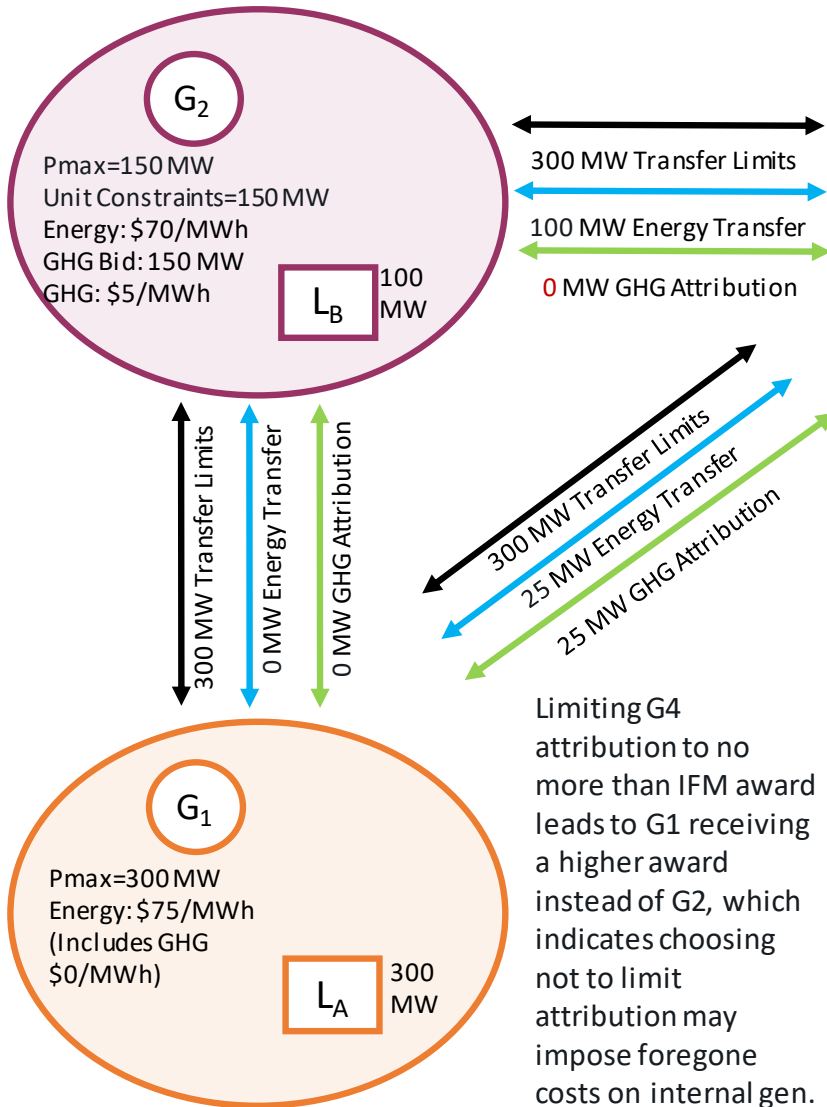 G2
Pmax=150 MW
Unit Constraints=150 MW
Energy: $70/MWh
GHG Bid: 150 MW
GHG: $5/MWh
LB
100
MW
300 MW Transfer Limits
100 MW Energy Transfer
0 MW GHG Attribution
300 MW Transfer Limits
0 MW Energy Transfer
0 MW GHG Attribution
300 MW Transfer Limits
25 MW Energy Transfer
25 MW GHG Attribution
G1
Pmax=300 MW
Energy: $75/MWh
(Includes GHG
$0/MWh)
LA
300
MW
Limiting G4
attribution to no
more than IFM award
leads to G1 receiving
a higher award
instead of G2, which
indicates choosing
not to limit
attribution may
impose foregone
costs on internal gen.